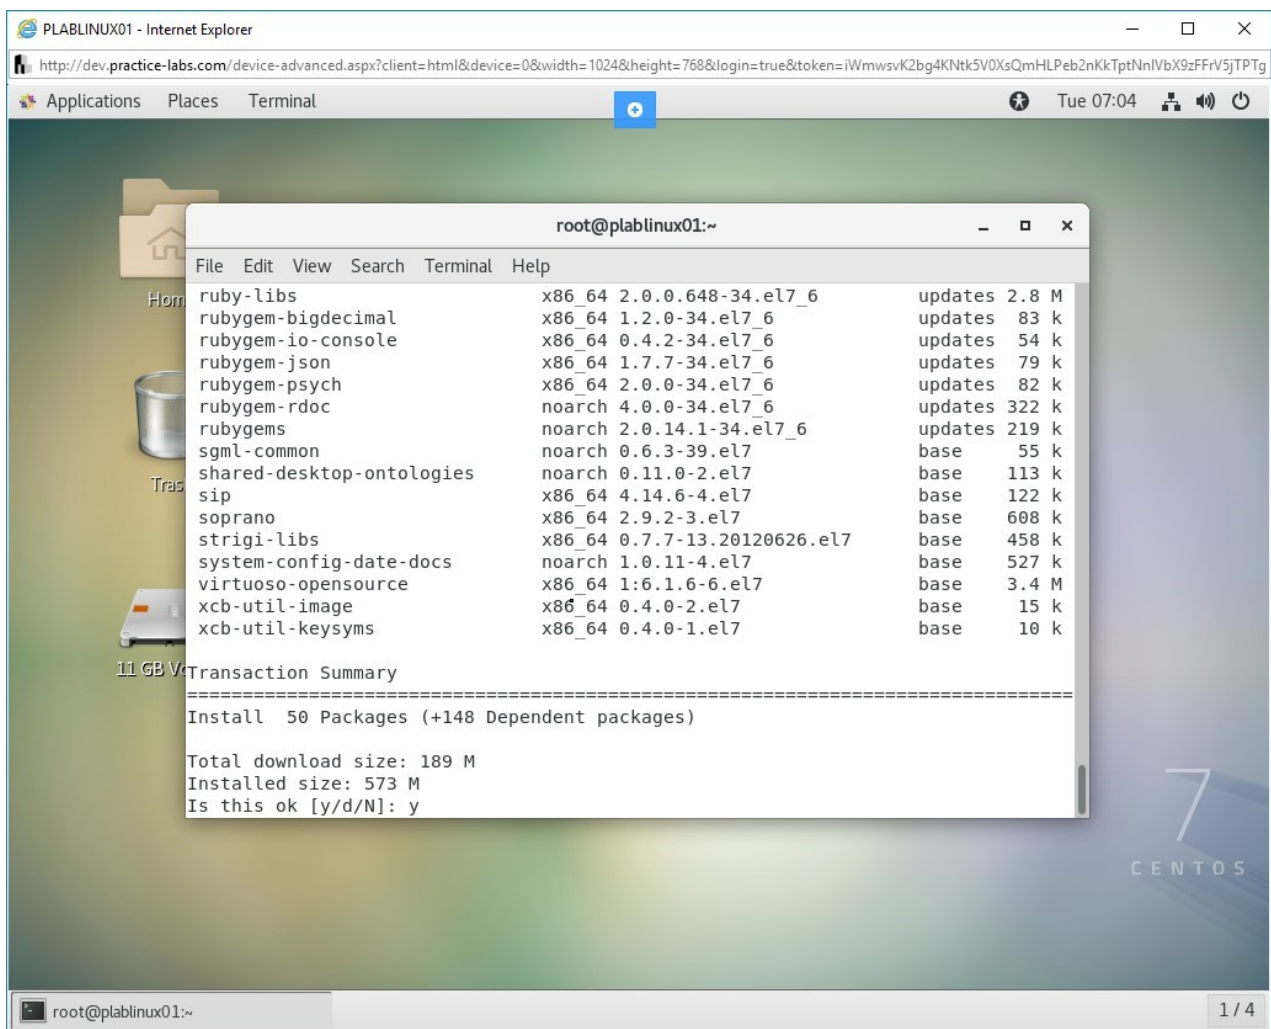 PLABLINUX01 - Internet Explorer
http://dev.practice-labs.com/device-advanced.aspx?client=html&device=0&width=1024&height=768&login=true&token=
Applications Places Terminal Tue 07:04
root@plablinux01:~
File Edit View Search Terminal Help
ruby-libs x86_64 2.0.0.648-34.el7_6 updates 2.8 M
rubygem-bigdecimal x86_64 1.2.0-34.el7_6 updates 83 k
rubygem-io-console x86_64 0.4.2-34.el7_6 updates 54 k
rubygem-json x86_64 1.7.7-34.el7_6 updates 79 k
rubygem-psych x86_64 2.0.0-34.el7_6 updates 82 k
rubygem-rdoc noarch 4.0.0-34.el7_6 updates 322 k
rubygems noarch 2.0.14.1-34.el7_6 updates 219 k
sgml-common noarch 0.6.3-39.el7 base 55 k
shared-desktop-ontologies noarch 0.11.0-2.el7 base 113 k
sip x86_64 4.14.6-4.el7 base 122 k
soprano x86_64 2.9.2-3.el7 base 608 k
strigi-libs x86_64 0.7.7-13.20120626.el7 base 458 k
system-config-date-docs noarch 1.0.11-4.el7 base 527 k
virtuoso-opensource x86_64 1:6.1.6-6.el7 base 3.4 M
xcb-util-image x86_64 0.4.0-2.el7 base 15 k
xcb-util-keysyms x86_64 0.4.0-1.el7 base 10 k
Transaction Summary
================================================================================
Install 50 Packages (+148 Dependent packages)
Total download size: 189 M
Installed size: 573 M
Is this ok [y/d/N]: y
Hom
Tras
11 GB Vo
7
CENTOS
root@plablinux01:~
1 / 4